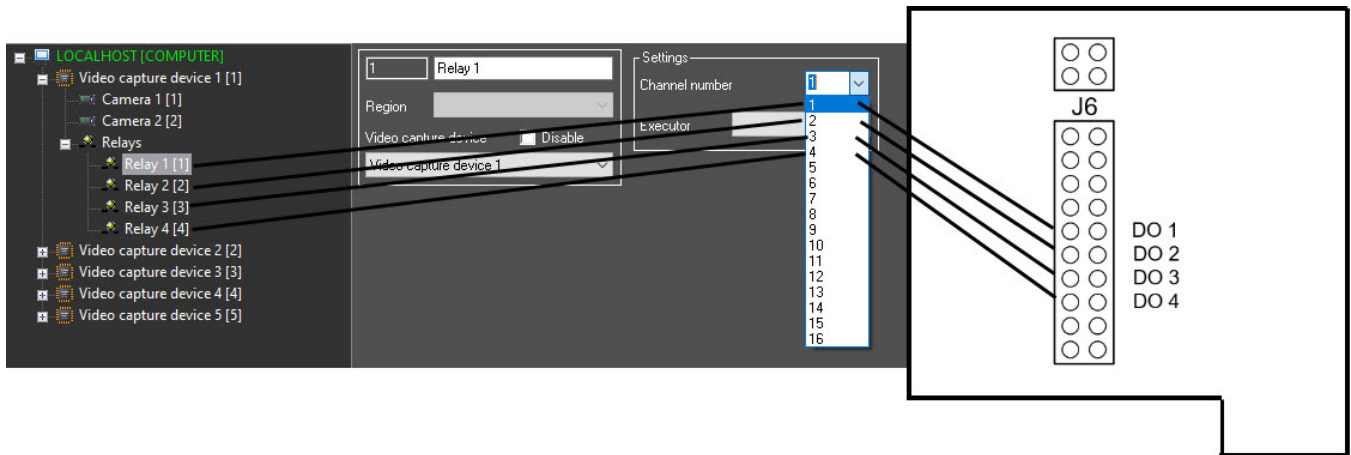 LOCALHOST [COMPUTER]
Video capture device 1 [1]
Camera 1 [1]
Camera 2 [2]
Relays
Relay 1 [1]
Relay 2 [2]
Relay 3 [3]
Relay 4 [4]
Video capture device 2 [2]
Video capture device 3 [3]
Video capture device 4 [4]
Video capture device 5 [5]
1 Relay 1
Region
Video capture device Disable
Video capture device 1
Settings
Channel number 1
Executor
1
2
3
4
5
6
7
8
9
10
11
12
13
14
15
16
J6
DO 1
DO 2
DO 3
DO 4